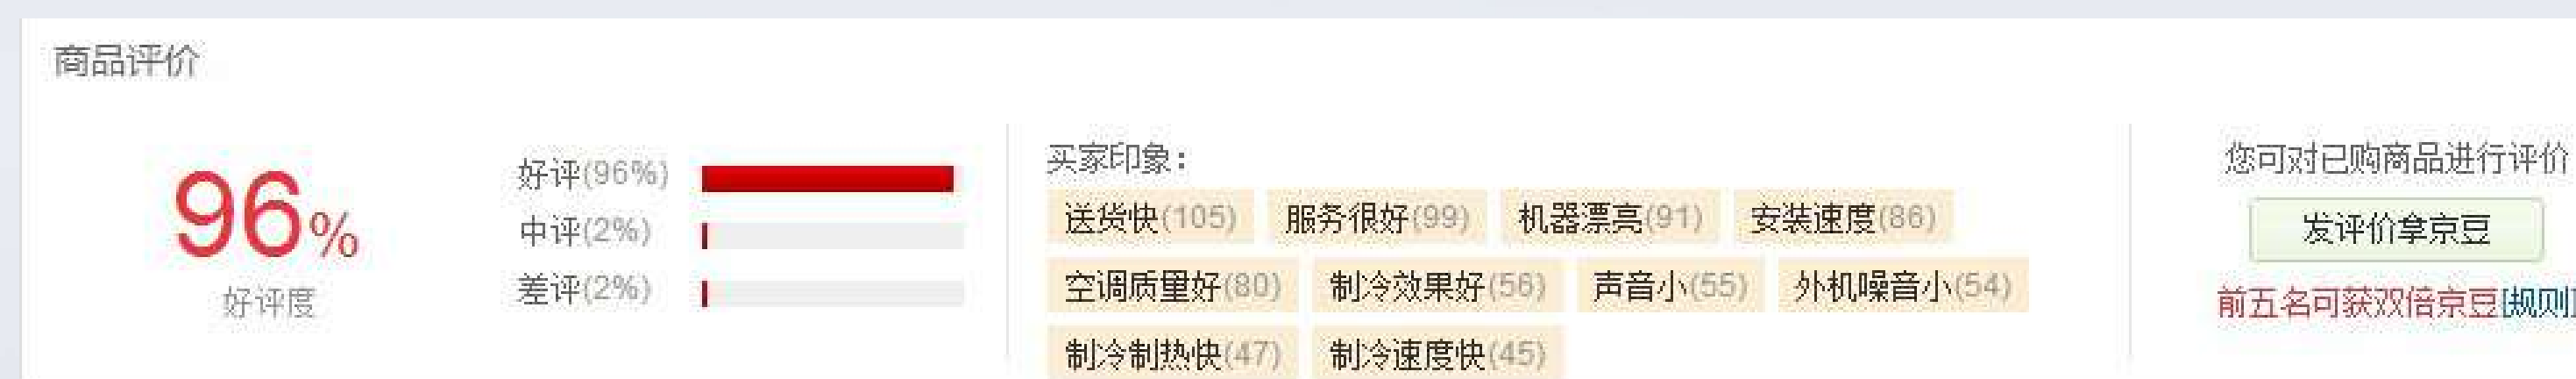 商品评价
96%
好评度
好评(96%)
中评(2%)
差评(2%)
买家印象：
送货快(105) 服务很好(99) 机器漂亮(91) 安装速度(86)
空调质量好(80) 制冷效果好(56) 声音小(55) 外机噪音小(54)
制冷制热快(47) 制冷速度快(45)
您可对已购商品进行评价
发评价拿京豆
前五名可获双倍京豆[规则]